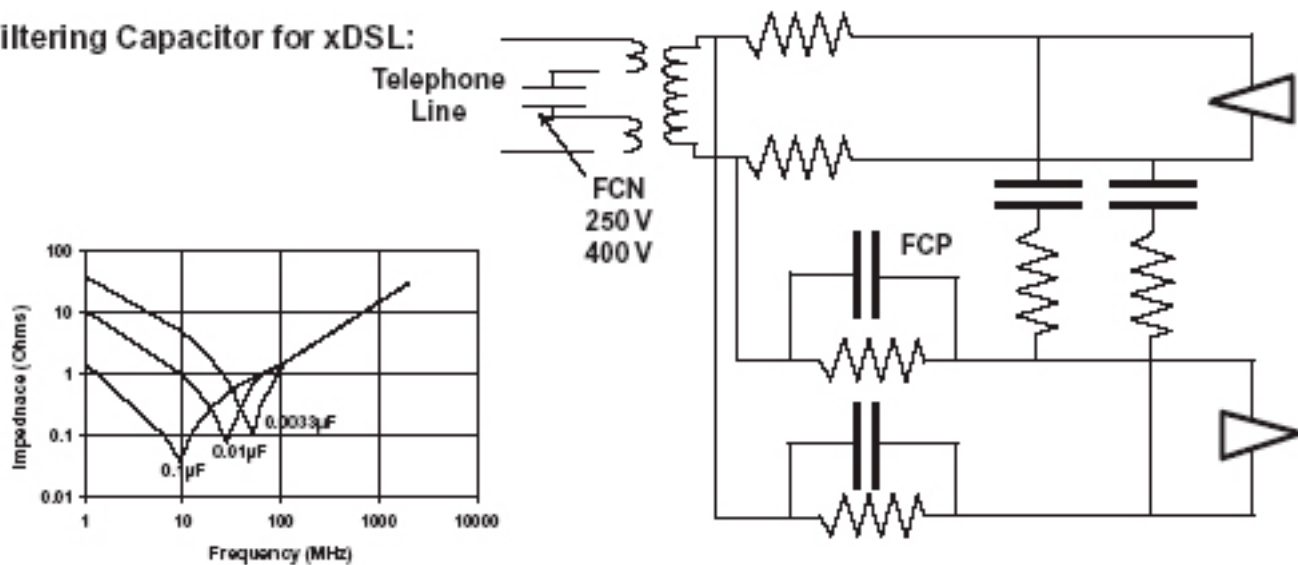 iltering Capacitor for xDSL:
Telephone
Line
FCN
250 V
400 V
FCP
100
10
1
0.1
0.01
Impednace (Ohms)
0.0033µF
0.01µF
0.1µF
1
10
100
1000
10000
Frequency (MHz)